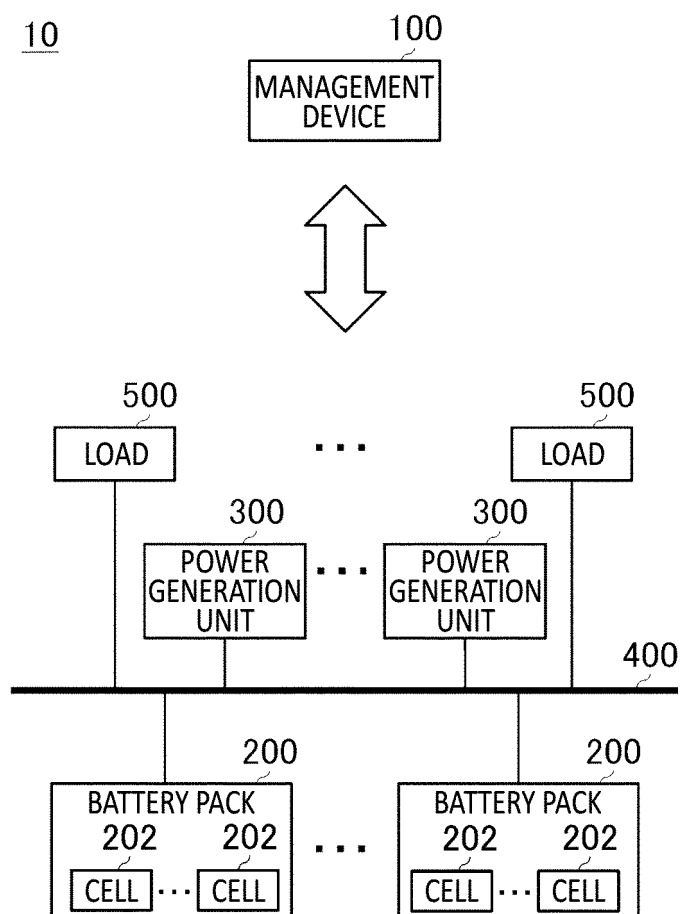 10
100
MANAGEMENT
DEVICE
500
500
LOAD
...
LOAD
300
300
POWER
GENERATION
UNIT
...
POWER
GENERATION
UNIT
400
200
200
BATTERY PACK
BATTERY PACK
202
202
...
202
202
CELL ... CELL
CELL ... CELL